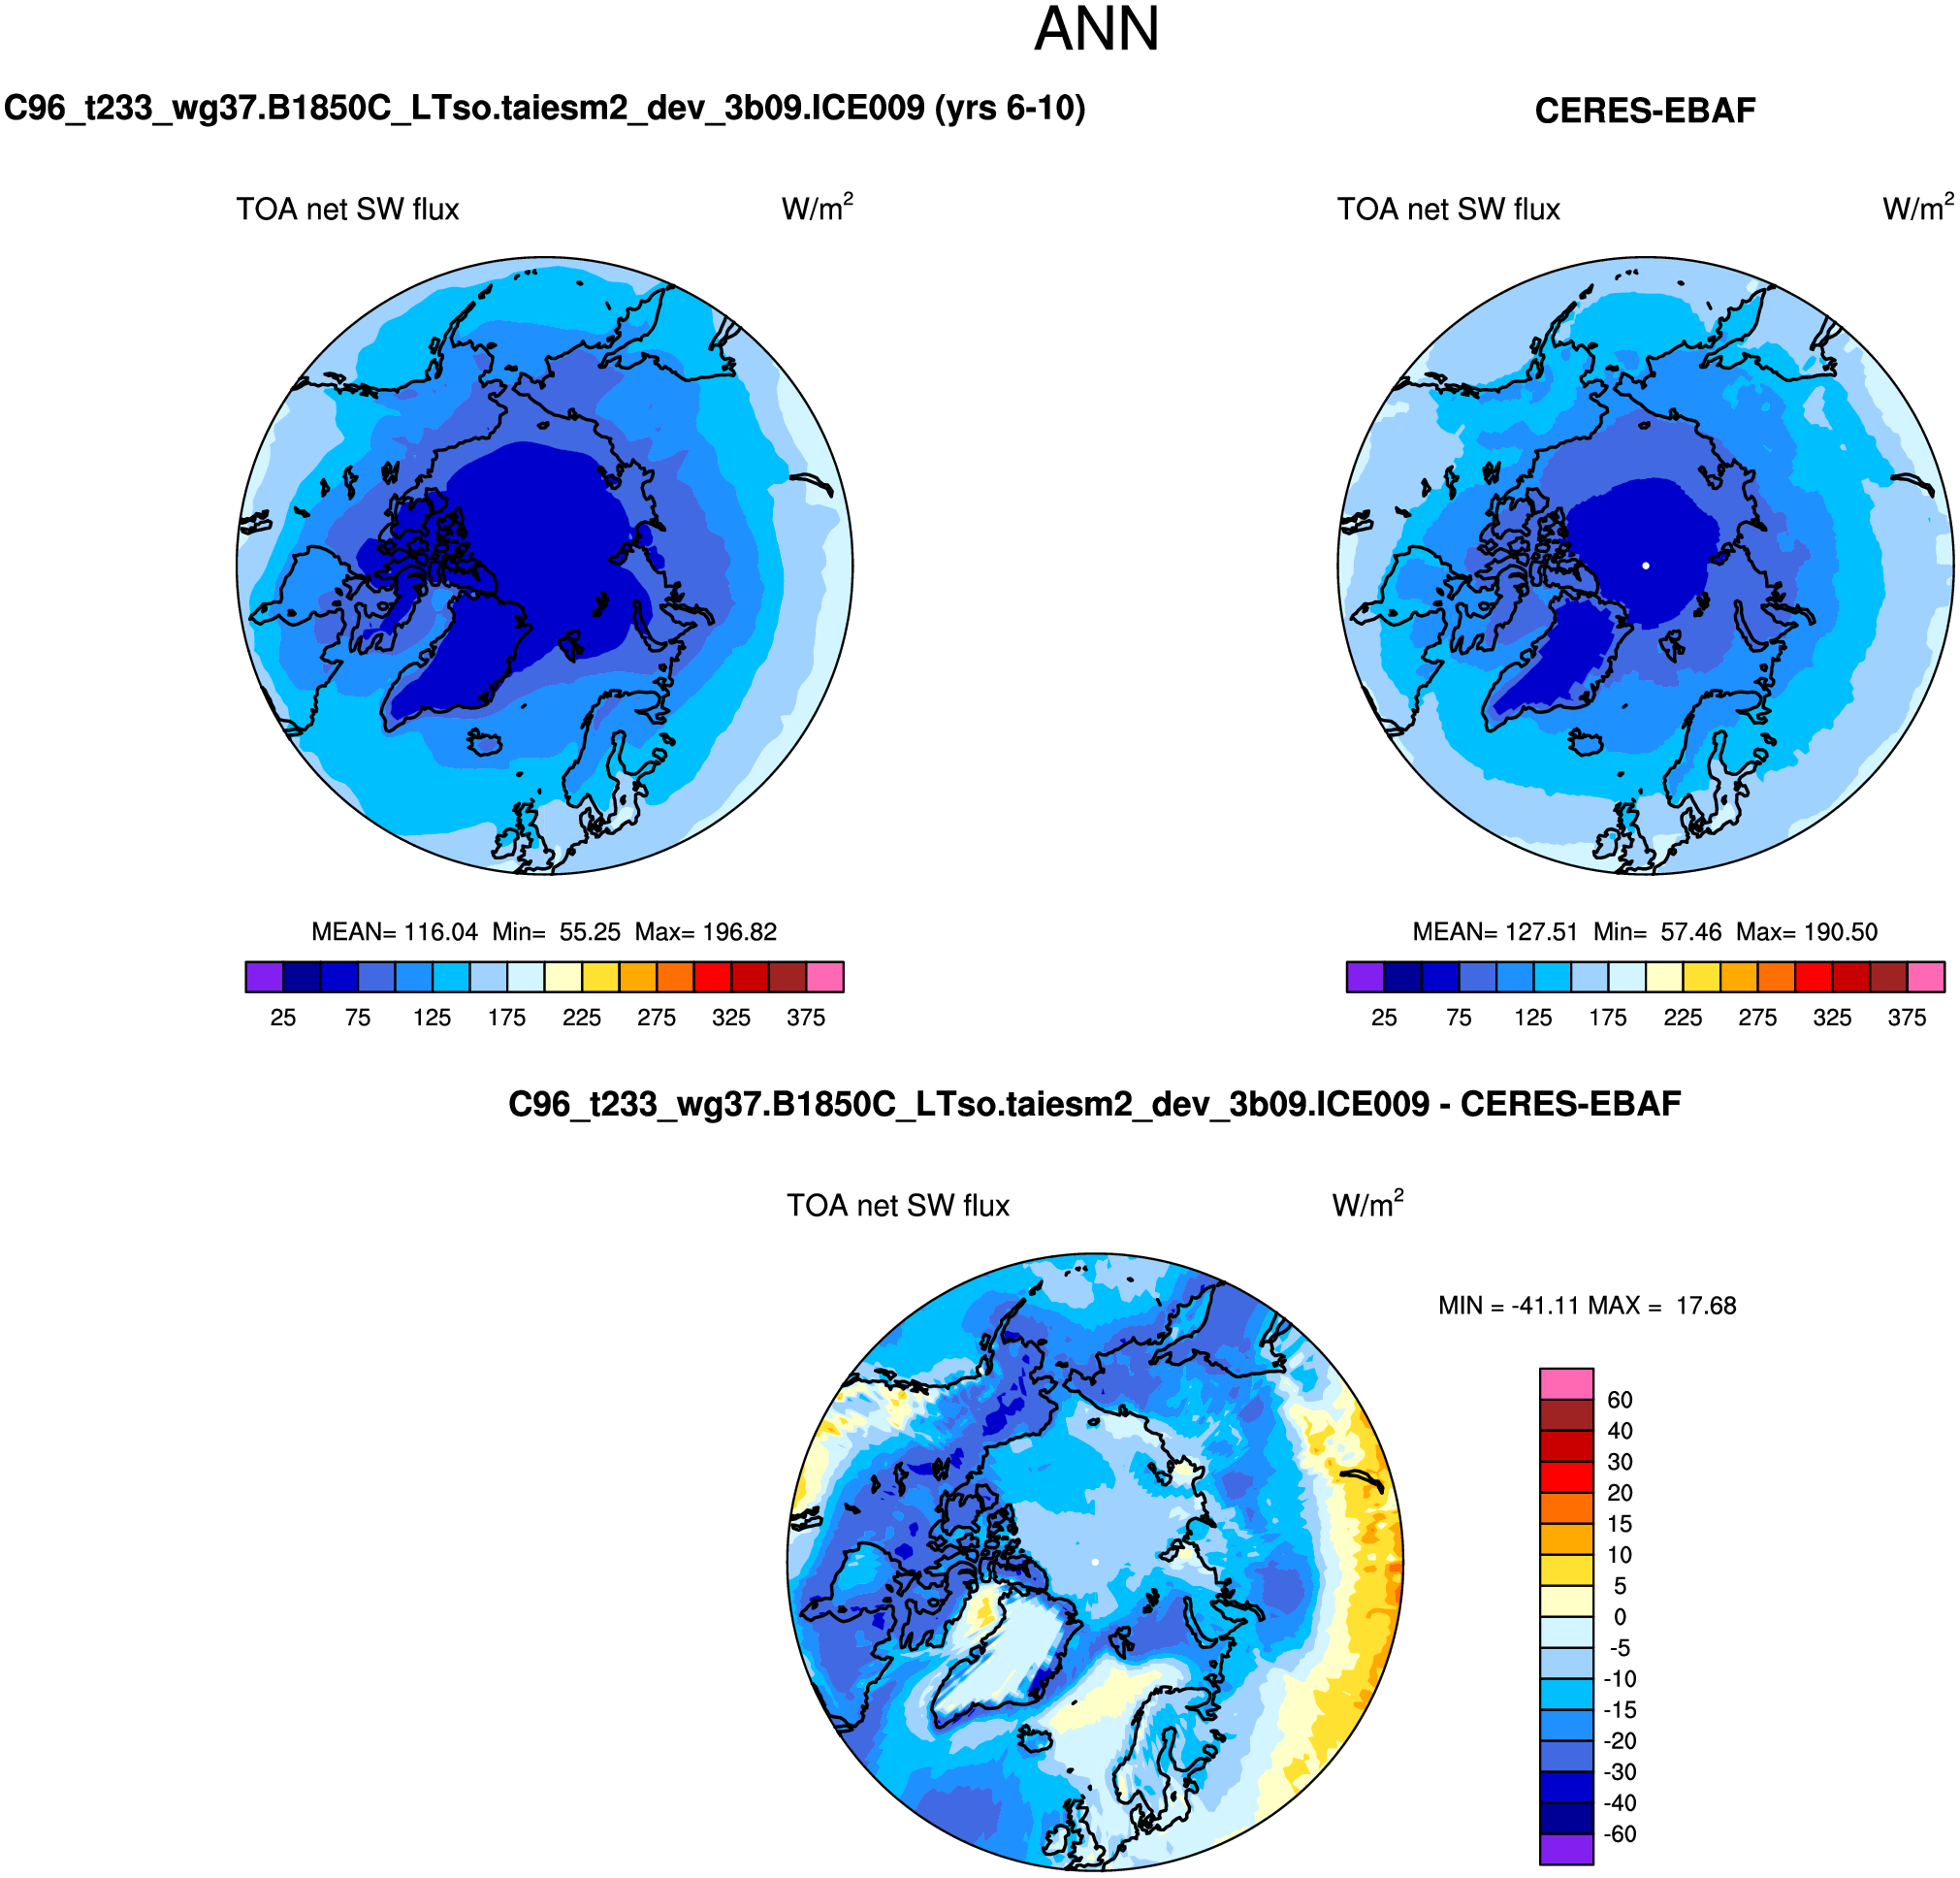 ANN
C96_t233_wg37.B1850C_LTso.taiesm2_dev_3b09.ICE009 (yrs 6-10)
CERES-EBAF
TOA net SW flux W/m2
TOA net SW flux W/m2
MEAN= 116.04 Min= 55.25 Max= 196.82
MEAN= 127.51 Min= 57.46 Max= 190.50
25 75 125 175 225 275 325 375
25 75 125 175 225 275 325 375
C96_t233_wg37.B1850C_LTso.taiesm2_dev_3b09.ICE009 - CERES-EBAF
TOA net SW flux W/m2
MIN = -41.11 MAX = 17.68
60
40
30
20
15
10
5
0
-5
-10
-15
-20
-30
-40
-60